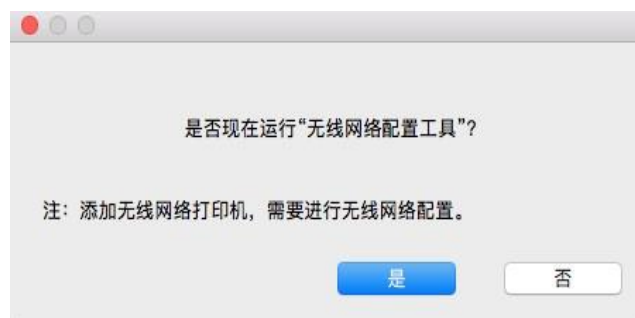 是否现在运行“无线网络配置工具”?
注：添加无线网络打印机，需要进行无线网络配置。
是
否